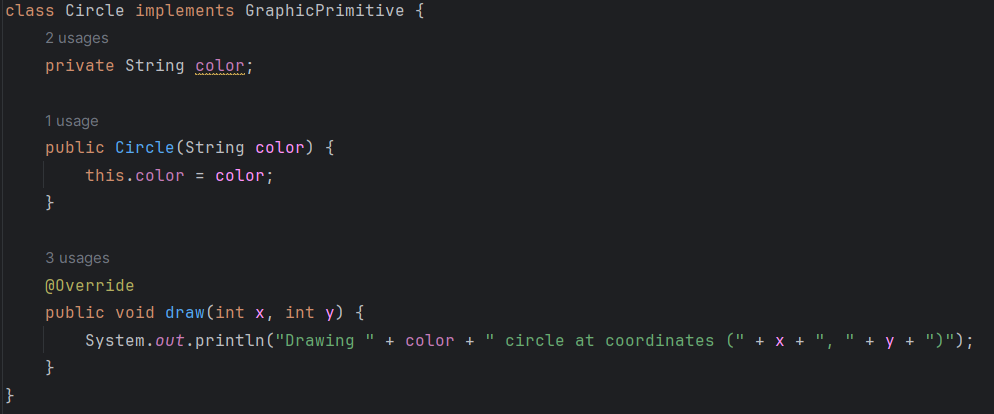 class Circle implements GraphicPrimitive {
2 usages
private String color;
1 usage
public Circle(String color) {
this.color = color;
}
3 usages
@Override
public void draw(int x, int y) {
System.out.println("Drawing " + color + " circle at coordinates (" + x + ", " + y + ")");
}
}